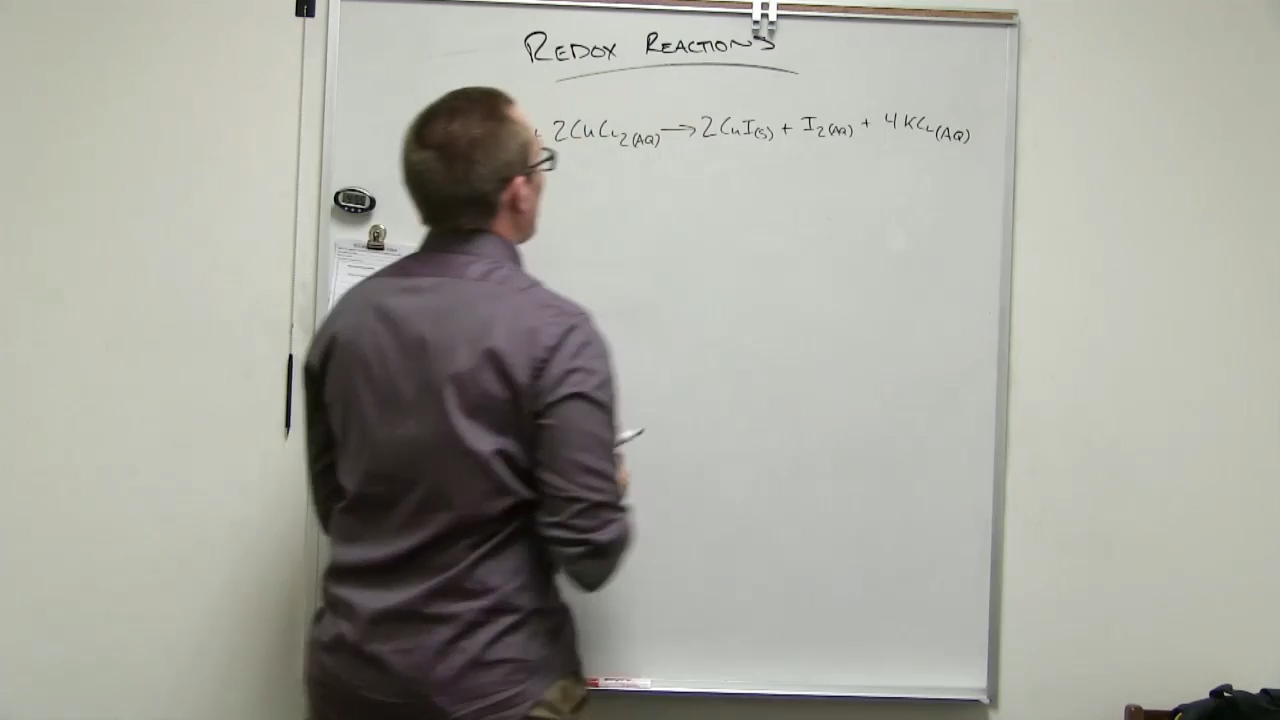 REDOX REACTIONS
+ 2CuCl2(AQ) → 2CuI(S) + I2(AQ) + 4KCl(AQ)